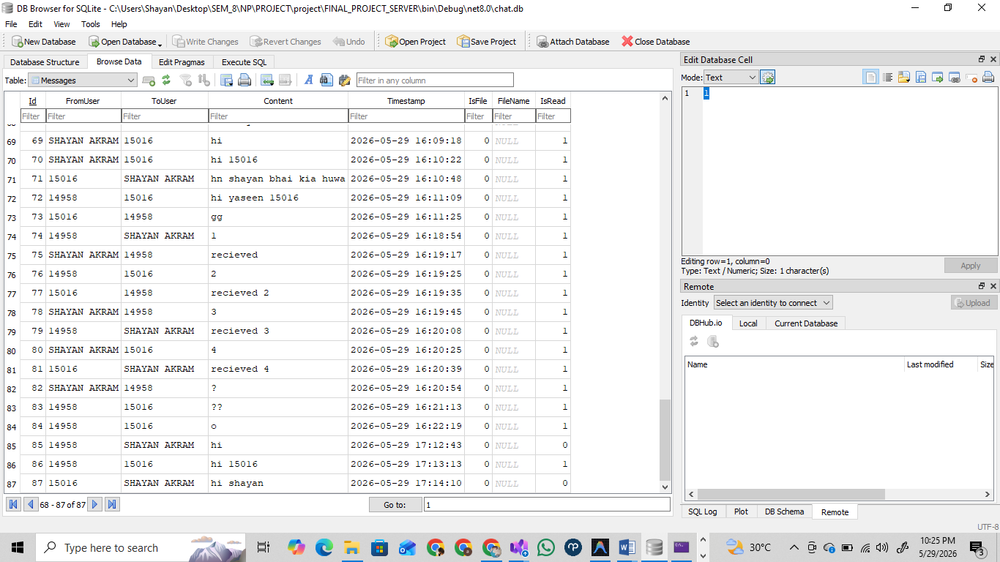 DB Browser for SQLite - C:\Users\Shayan\Desktop\SEM_8\NP\PROJECT\project\FINAL_PROJECT_SERVER\bin\Debug\net8.0\chat.db
File Edit View Tools Help
New Database Open Database Write Changes Revert Changes Undo Open Project Save Project Attach Database Close Database
Database Structure Browse Data Edit Pragmas Execute SQL
Table: Messages Filter in any column
Id FromUser ToUser Content Timestamp IsFile FileName IsRead
Filter Filter Filter Filter Filter Filter Filter Filter
69 69 SHAYAN AKRAM 15016 hi 2026-05-29 16:09:18 0 NULL 1
70 70 SHAYAN AKRAM 15016 hi 15016 2026-05-29 16:10:22 0 NULL 1
71 71 15016 SHAYAN AKRAM hn shayan bhai kia huwa 2026-05-29 16:10:48 0 NULL 1
72 72 14958 15016 hi yaseen 15016 2026-05-29 16:11:09 0 NULL 1
73 73 15016 14958 gg 2026-05-29 16:11:25 0 NULL 1
74 74 14958 SHAYAN AKRAM 1 2026-05-29 16:18:54 0 NULL 1
75 75 SHAYAN AKRAM 14958 recieved 2026-05-29 16:19:17 0 NULL 1
76 76 14958 15016 2 2026-05-29 16:19:25 0 NULL 1
77 77 15016 14958 recieved 2 2026-05-29 16:19:35 0 NULL 1
78 78 SHAYAN AKRAM 14958 3 2026-05-29 16:19:45 0 NULL 1
79 79 14958 SHAYAN AKRAM recieved 3 2026-05-29 16:20:08 0 NULL 1
80 80 SHAYAN AKRAM 15016 4 2026-05-29 16:20:25 0 NULL 1
81 81 15016 SHAYAN AKRAM recieved 4 2026-05-29 16:20:39 0 NULL 1
82 82 SHAYAN AKRAM 14958 ? 2026-05-29 16:20:54 0 NULL 1
83 83 14958 15016 ?? 2026-05-29 16:21:13 0 NULL 1
84 84 14958 15016 o 2026-05-29 16:22:19 0 NULL 1
85 85 14958 SHAYAN AKRAM hi 2026-05-29 17:12:43 0 NULL 0
86 86 14958 15016 hi 15016 2026-05-29 17:13:13 0 NULL 1
87 87 15016 SHAYAN AKRAM hi shayan 2026-05-29 17:14:10 0 NULL 0
68 - 87 of 87 Go to: 1
Edit Database Cell
Mode: Text
1 1
Editing row=1, column=0
Type: Text / Numeric; Size: 1 character(s)
Apply
Remote
Identity Select an identity to connect Upload
DBHub.io Local Current Database
Name Last modified Size
SQL Log Plot DB Schema Remote
UTF-8
Type here to search
30°C
10:25 PM
5/29/2026
3